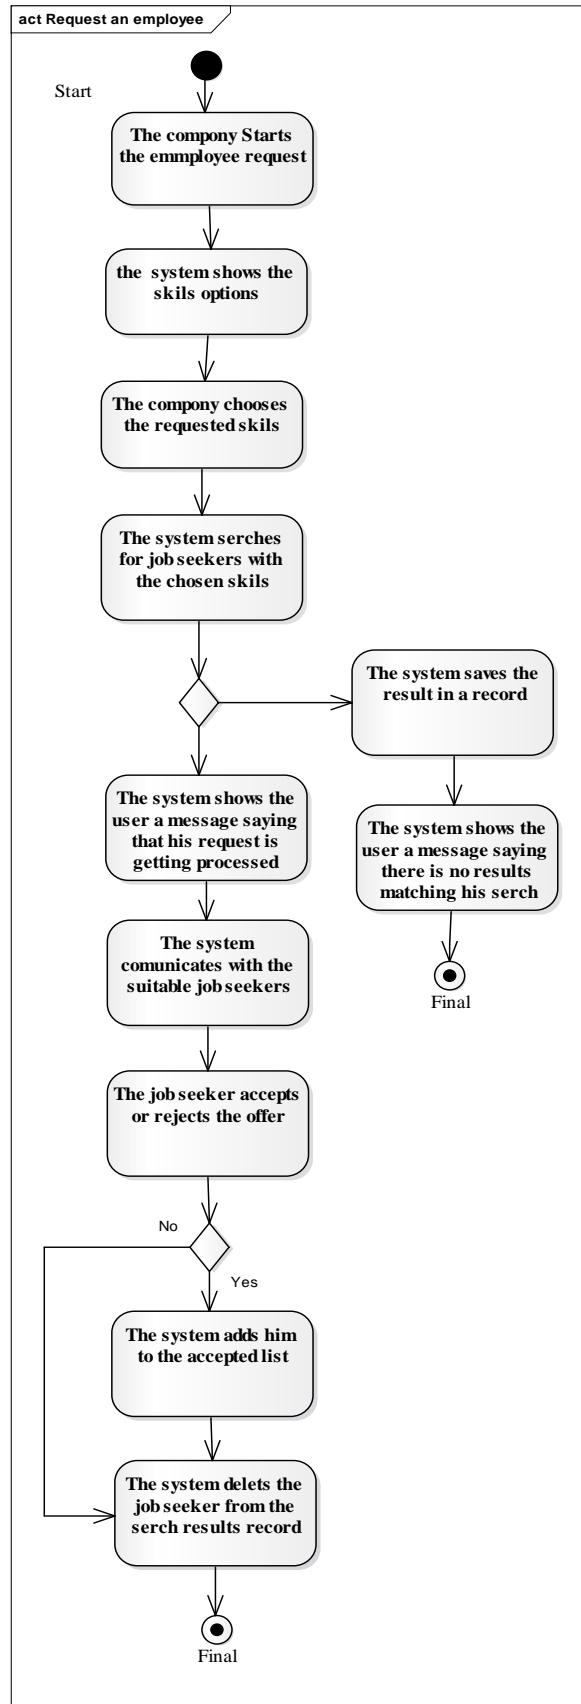 act Request an employee
Start
The compony Starts
the emmployee request
the system shows the
skils options
The compony chooses
the requested skils
The system serches
for job seekers with
the chosen skils
The system saves the
result in a record
The system shows the
user a message saying
that his request is
getting processed
The system shows the
user a message saying
there is no results
matching his serch
The system
comunicates with the
suitable job seekers
Final
The job seeker accepts
or rejects the offer
No
Yes
The system adds him
to the accepted list
The system delets the
job seeker from the
serch results record
Final